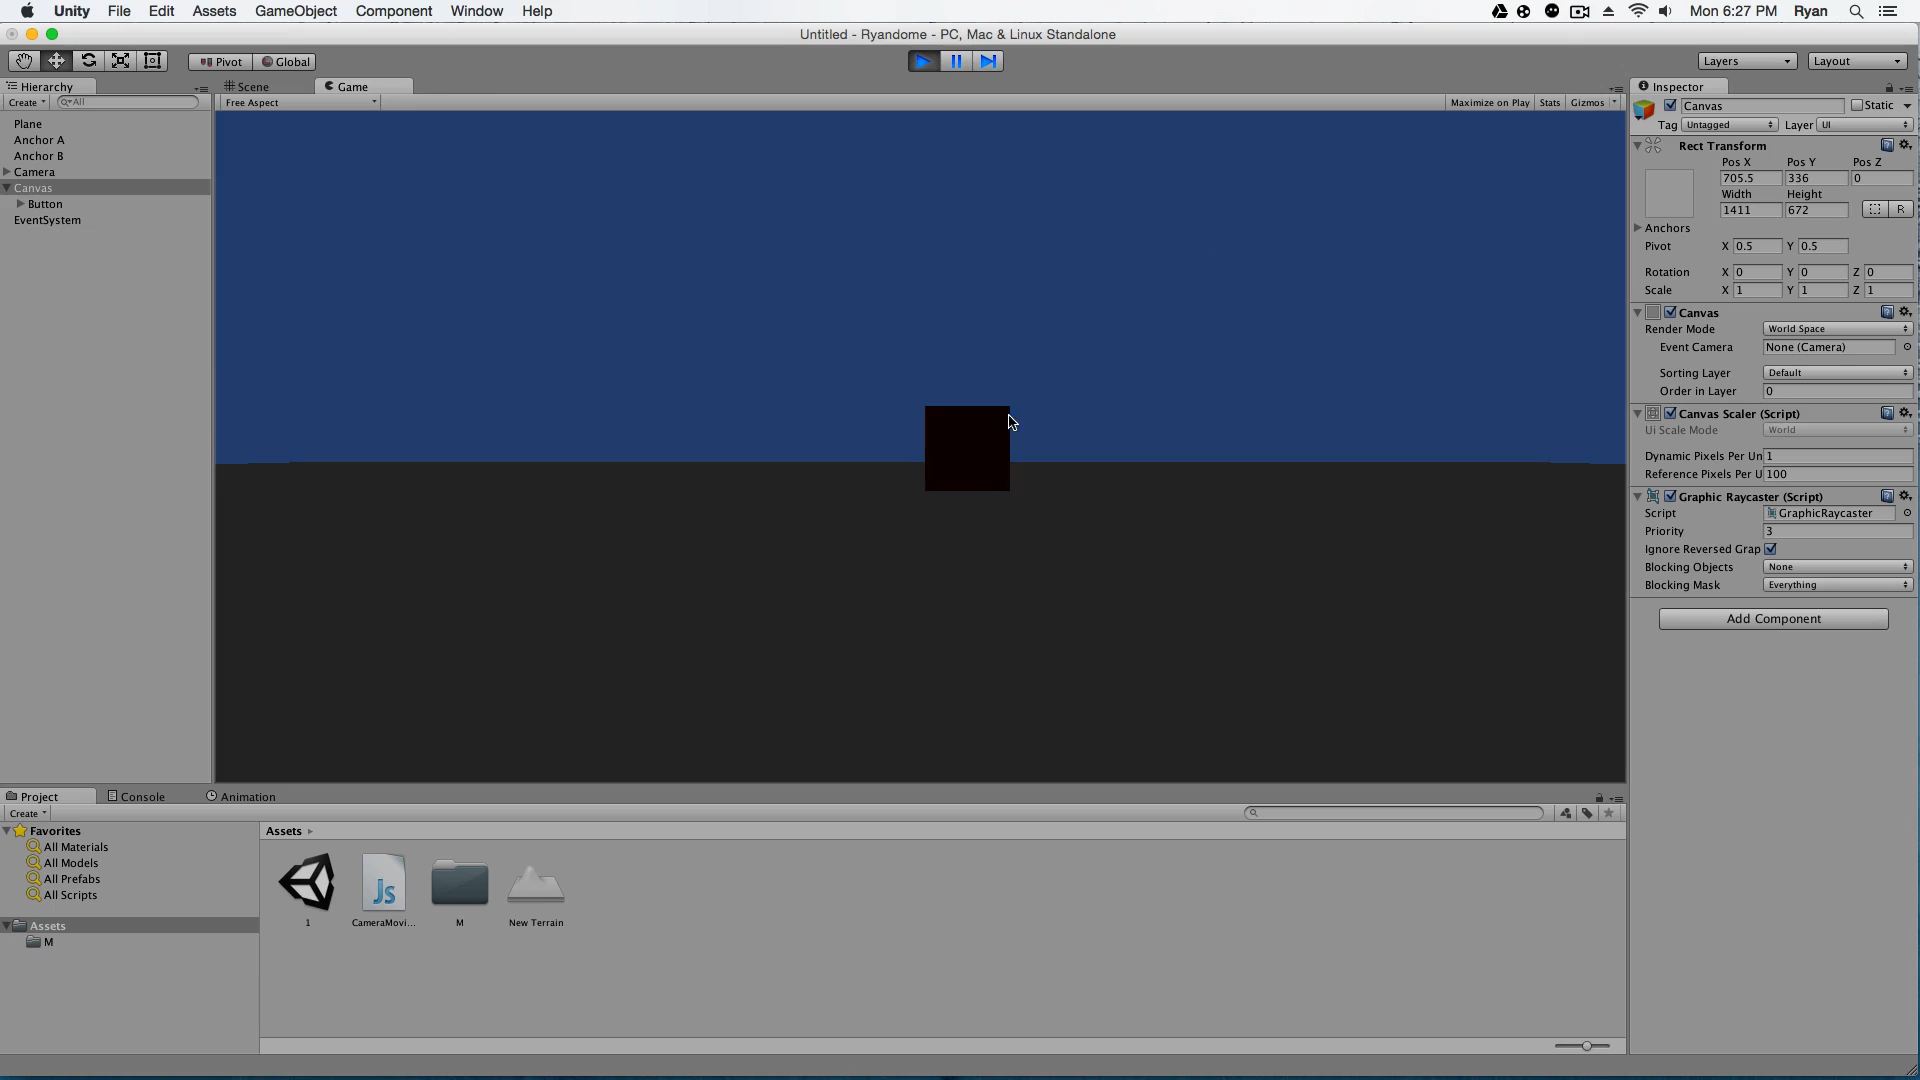 Unity File Edit Assets GameObject Component Window Help Mon 6:27 PM Ryan
Untitled - Ryandome - PC, Mac & Linux Standalone
Pivot Global Layers Layout
Hierarchy
Create All
Plane
Anchor A
Anchor B
Camera
Canvas
Button
EventSystem
Scene Game
Free Aspect Maximize on Play Stats Gizmos
Inspector
Canvas Static
Tag Untagged Layer UI
Rect Transform
Pos X Pos Y Pos Z
705.5 336 0
Width Height
1411 672 R
Anchors
Pivot X 0.5 Y 0.5
Rotation X 0 Y 0 Z 0
Scale X 1 Y 1 Z 1
Canvas
Render Mode World Space
Event Camera None (Camera)
Sorting Layer Default
Order in Layer 0
Canvas Scaler (Script)
Ui Scale Mode World
Dynamic Pixels Per Un 1
Reference Pixels Per U 100
Graphic Raycaster (Script)
Script GraphicRaycaster
Priority 3
Ignore Reversed Grap
Blocking Objects None
Blocking Mask Everything
Add Component
Project Console Animation
Create
Favorites
All Materials
All Models
All Prefabs
All Scripts
Assets
M
Assets
Js
1 CameraMovi... M New Terrain